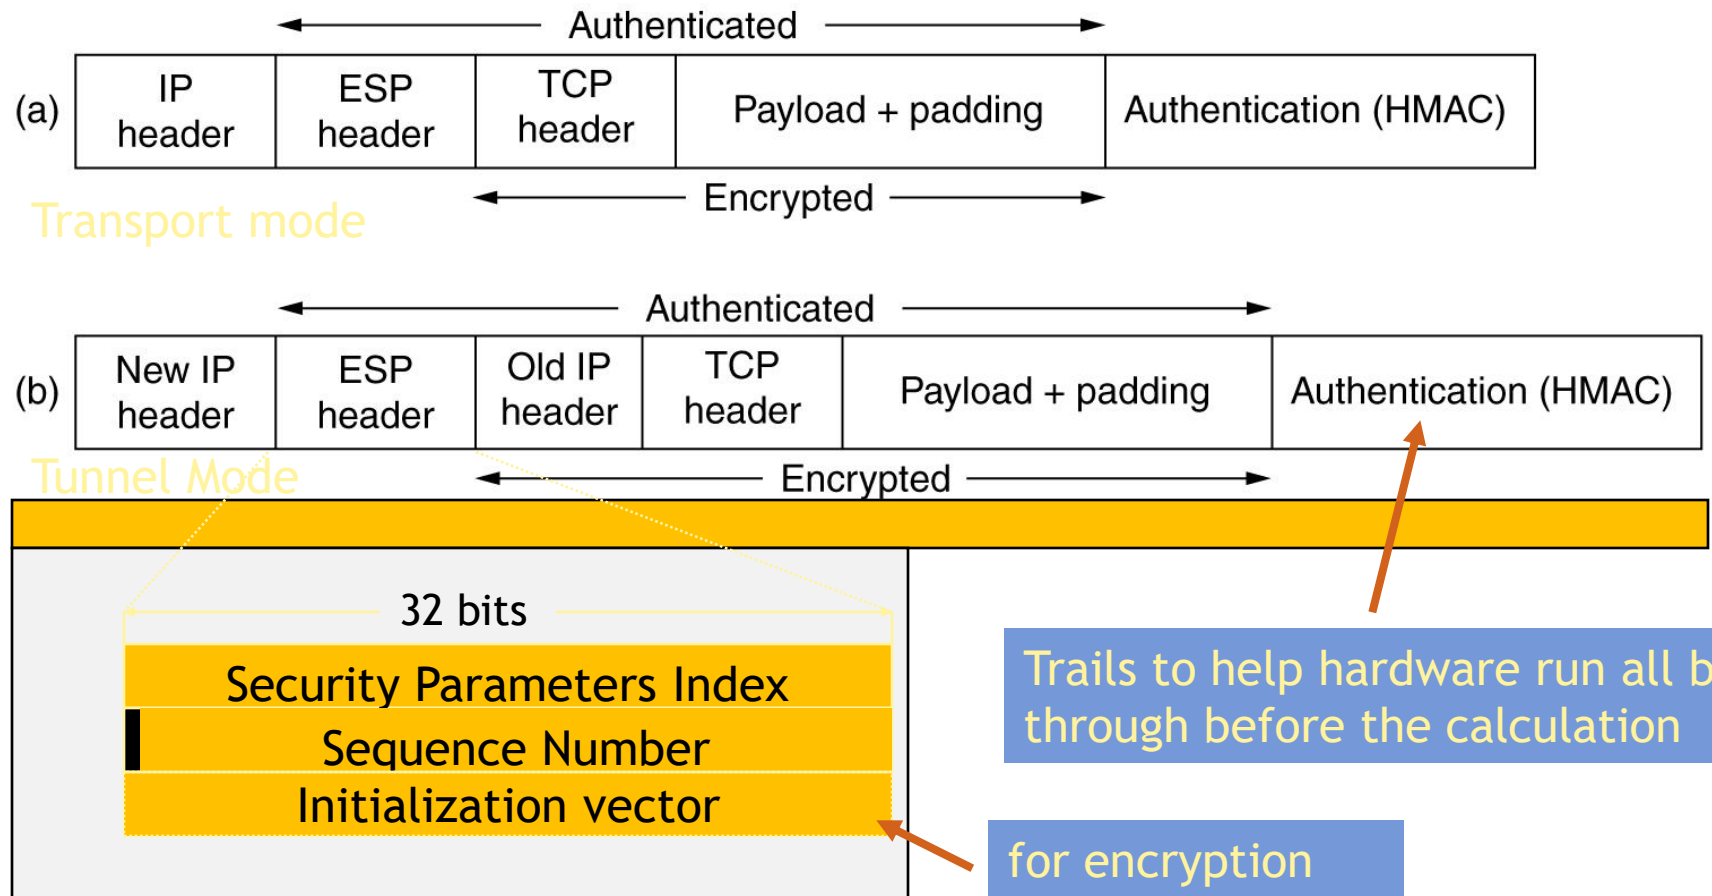 Authenticated
(a)
IP
header
ESP
header
TCP
header
Payload + padding
Authentication (HMAC)
Encrypted
Transport mode
Authenticated
(b)
New IP
header
ESP
header
Old IP
header
TCP
header
Payload + padding
Authentication (HMAC)
Tunnel Mode
Encrypted
32 bits
Security Parameters Index
Sequence Number
Initialization vector
Trails to help hardware run all
through before the calculation
for encryption